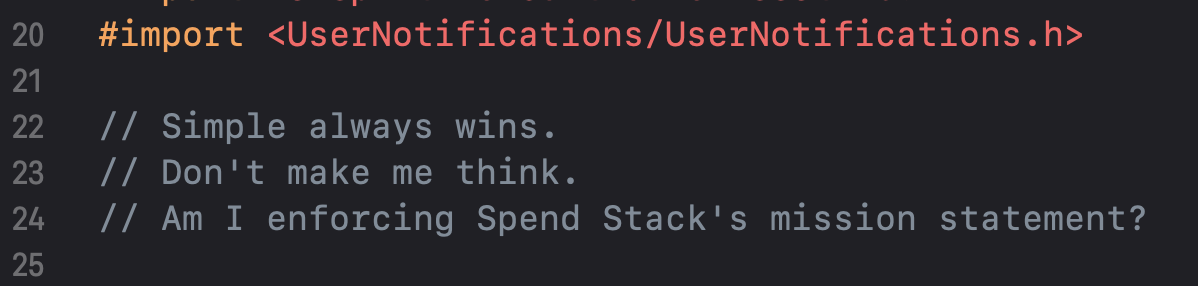 20 #import <UserNotifications/UserNotifications.h>
21
22 // Simple always wins.
23 // Don't make me think.
24 // Am I enforcing Spend Stack's mission statement?
25